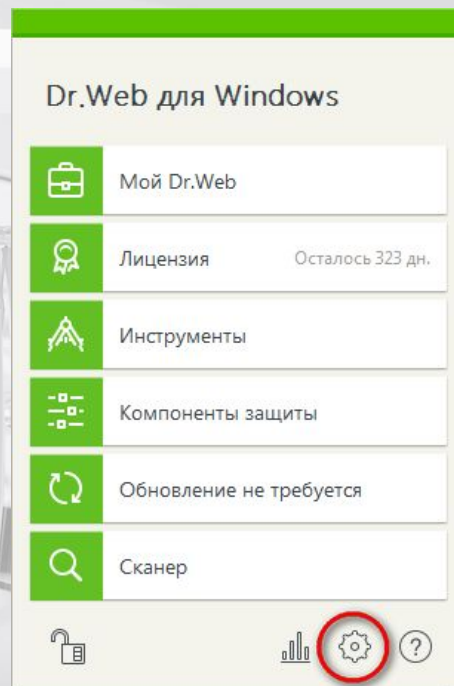 Dr.Web для Windows
Мой Dr.Web
Лицензия Осталось 323 дн.
Инструменты
Компоненты защиты
Обновление не требуется
Сканер
?